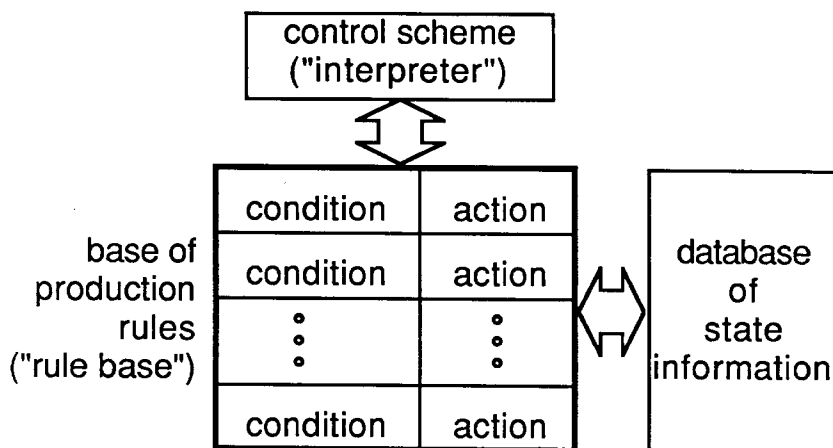 control scheme
("interpreter")
condition action
base of
production
rules
("rule base")
condition action
condition action
database
of
state
information